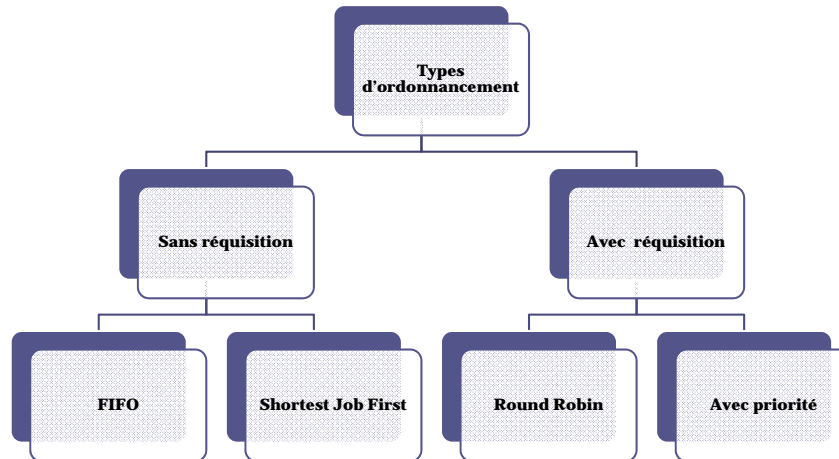 Types
d'ordonnancement
Sans réquisition
Avec réquisition
FIFO
Shortest Job First
Round Robin
Avec priorité